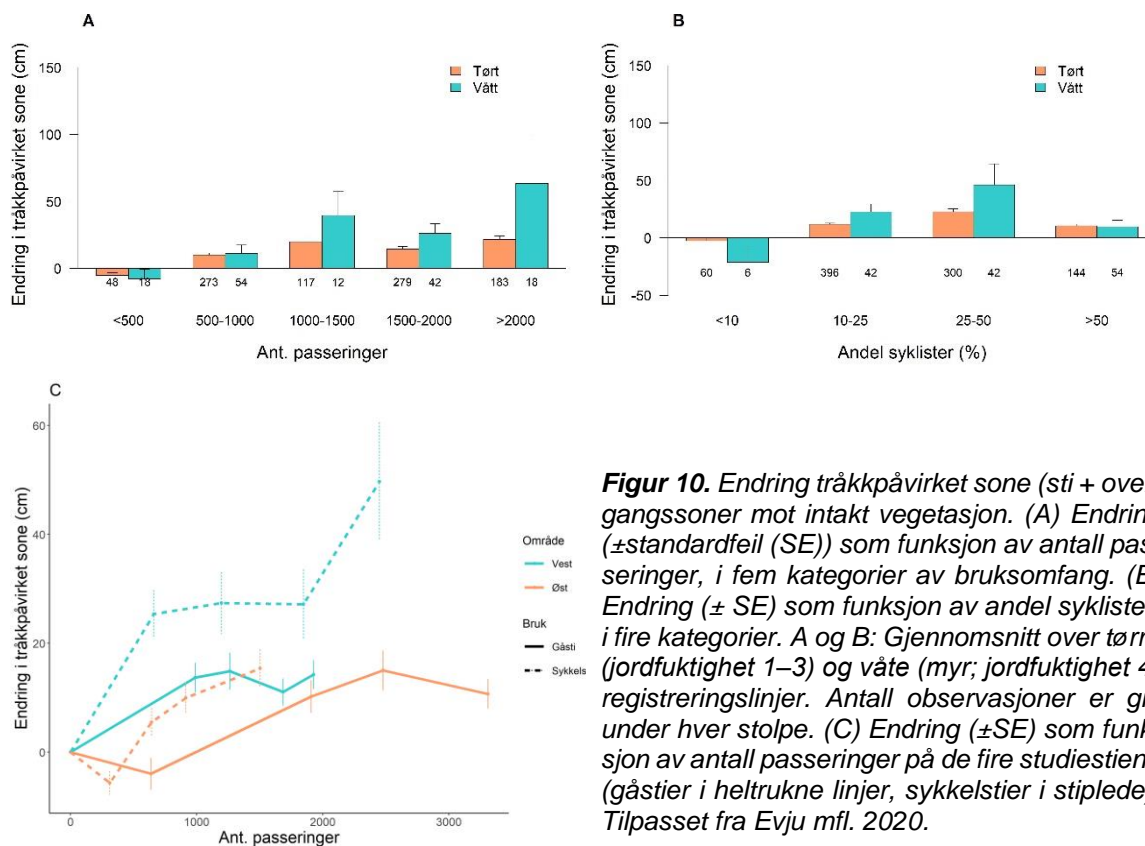 A
Endring i tråkkpåvirket sone (cm)
150
100
50
0
Tørt
Vått
48 18 273 54 117 12 279 42 183 18
<500 500-1000 1000-1500 1500-2000 >2000
Ant. passeringer
B
Endring i tråkkpåvirket sone (cm)
150
100
50
0
-50
Tørt
Vått
60 6 396 42 300 42 144 54
<10 10-25 25-50 >50
Andel syklister (%)
C
Endring i tråkkpåvirket sone (cm)
60
40
20
0
0 1000 2000 3000
Ant. passeringer
Område
Vest
Øst
Bruk
Gåsti
Sykkels
Figur 10. Endring tråkkpåvirket sone (sti + ove
gangssoner mot intakt vegetasjon. (A) Endrin
(±standardfeil (SE)) som funksjon av antall pas
seringer, i fem kategorier av bruksomfang. (E
Endring (± SE) som funksjon av andel sykliste
i fire kategorier. A og B: Gjennomsnitt over tørr
(jordfuktighet 1–3) og våte (myr; jordfuktighet 4
registreringslinjer. Antall observasjoner er gi
under hver stolpe. (C) Endring (±SE) som funk
sjon av antall passeringer på de fire studiestien
(gåstier i heltrukne linjer, sykkelstier i stiplede
Tilpasset fra Evju mfl. 2020.